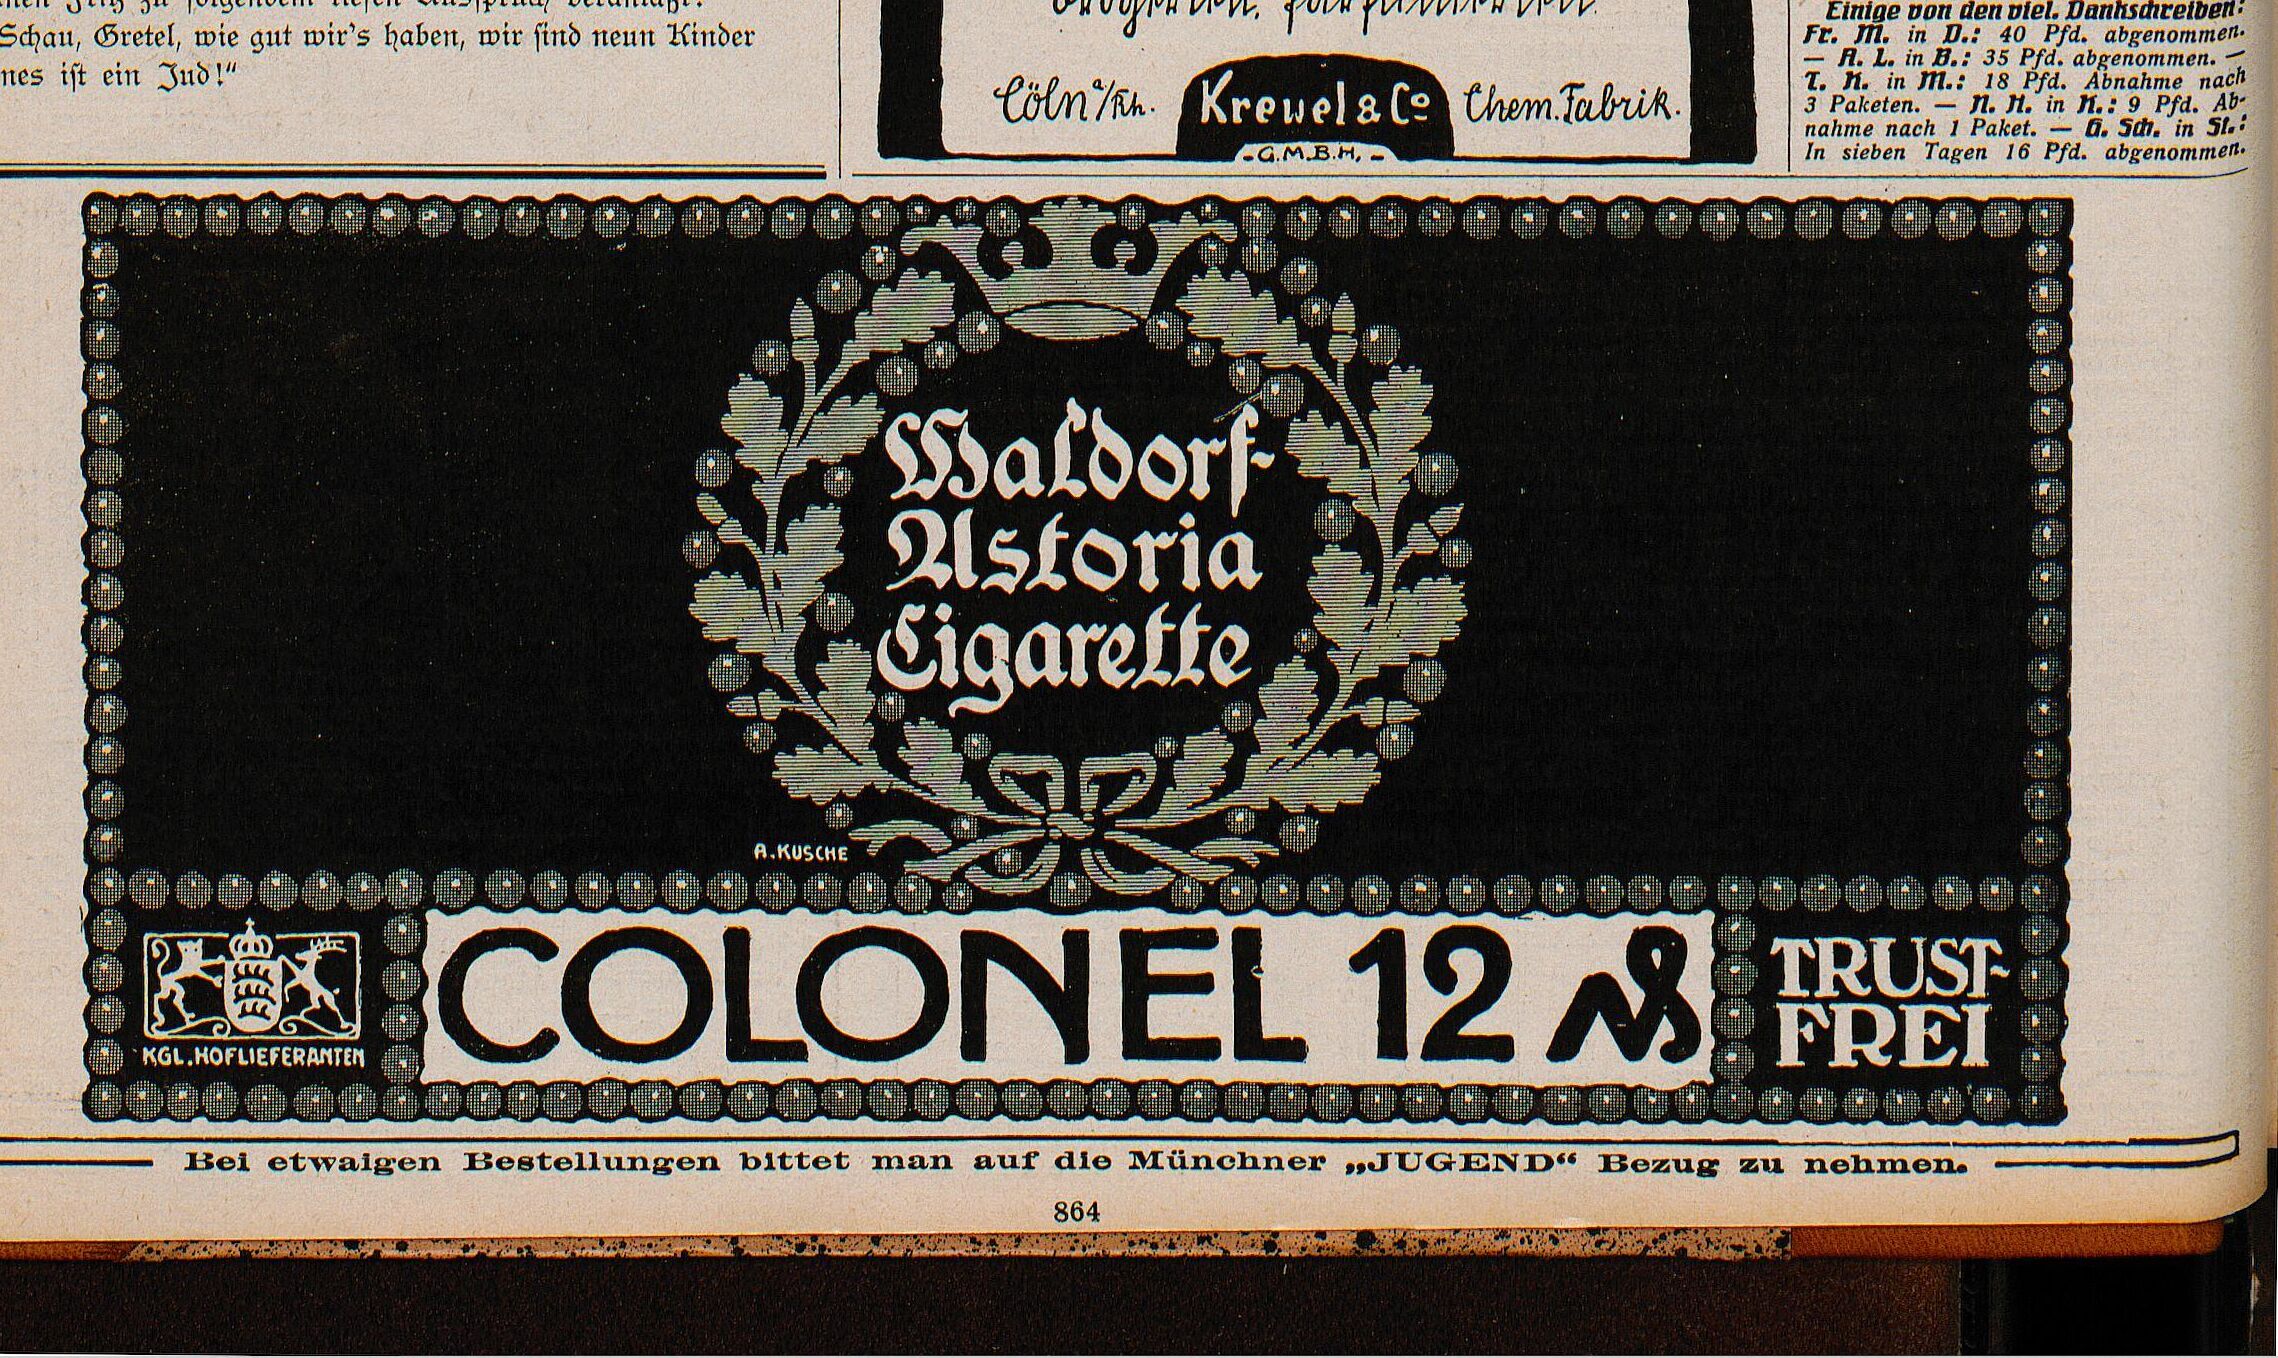 Schau, Gretel, wie gut wir's haben, wir sind neun Kinder
nes ist ein Jud!“
Cöln a/Rh. Krewel & Co Chem. Fabrik.
- G.M.B.H. -
Einige von den viel. Dankschreiben:
Fr. M. in D.: 40 Pfd. abgenommen.
— A. L. in B.: 35 Pfd. abgenommen. —
T. K. in M.: 18 Pfd. Abnahme nach
3 Paketen. — N. N. in N.: 9 Pfd. Ab-
nahme nach 1 Paket. — G. Sch. in St.:
In sieben Tagen 16 Pfd. abgenommen.
Waldorf-
Astoria
Cigarette
A. KUSCHE
KGL. HOFLIEFERANTEN
COLONEL 12 ₰
TRUST-
FREI
Bei etwaigen Bestellungen bittet man auf die Münchner „JUGEND“ Bezug zu nehmen.
864